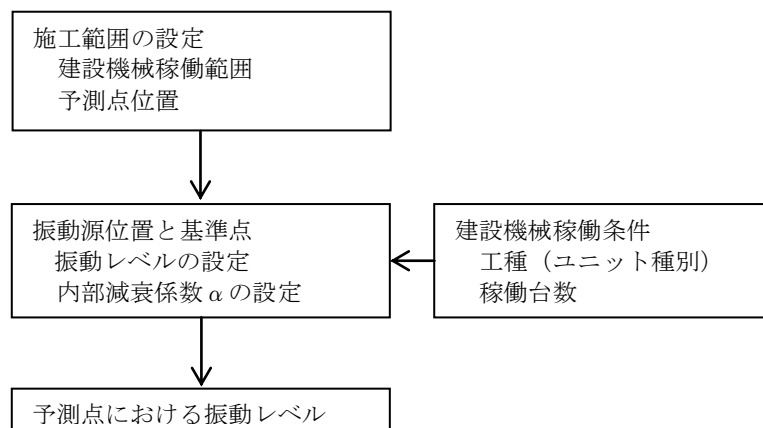 施工範囲の設定
建設機械稼働範囲
予測点位置
振動源位置と基準点
振動レベルの設定
内部減衰係数αの設定
建設機械稼働条件
工種（ユニット種別）
稼働台数
予測点における振動レベル